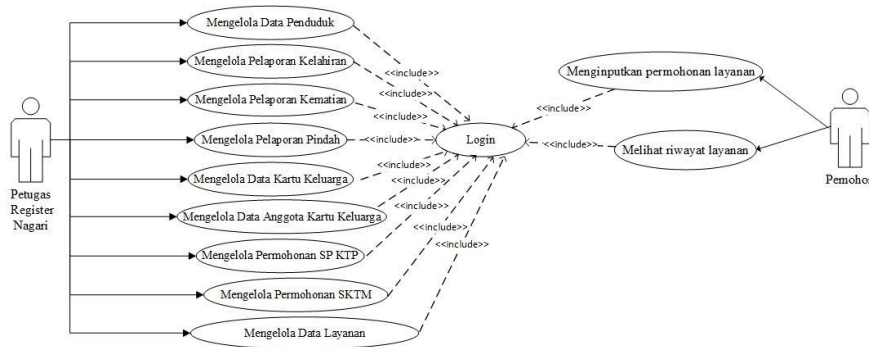 Mengelola Data Penduduk
Mengelola Pelaporan Kelahiran
Mengelola Pelaporan Kematian
Mengelola Pelaporan Pindah
Mengelola Data Kartu Keluarga
Mengelola Data Anggota Kartu Keluarga
Mengelola Permohonan SP KTP
Mengelola Permohonan SKTM
Mengelola Data Layanan
Petugas
Register
Nagari
<<include>>
<<include>>
<<include>>
<<include>>
<<include>>
<<include>>
<<include>>
<<include>>
<<include>>
Login
<<include>>
<<include>>
Menginputkan permohonan layanan
Melihat riwayat layanan
Pemohon